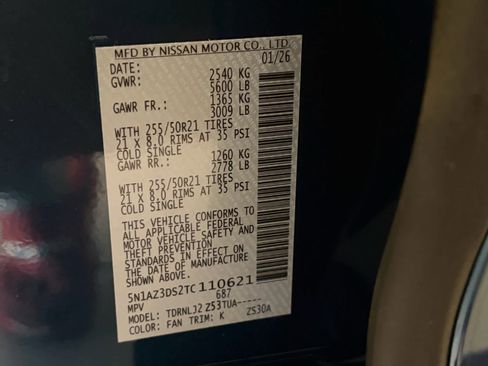 MFD BY NISSAN MOTOR CO., LTD.
DATE: 01/26
GVWR: 2540 KG
5600 LB
GAWR FR.: 1365 KG
3009 LB
WITH 255/50R21 TIRES
21 X 8.0 RIMS AT 35 PSI
COLD SINGLE
GAWR RR.: 1260 KG
2778 LB
WITH 255/50R21 TIRES
21 X 8.0 RIMS AT 35 PSI
COLD SINGLE
THIS VEHICLE CONFORMS TO
ALL APPLICABLE FEDERAL
MOTOR VEHICLE SAFETY AND
THEFT PREVENTION
STANDARDS IN EFFECT ON
THE DATE OF MANUFACTURE
SHOWN ABOVE.
5N1AZ3DS2TC110621
MPV 687
MODEL: TDRNLJ2 Z53TUA-----
COLOR: FAN TRIM: K ZS30A